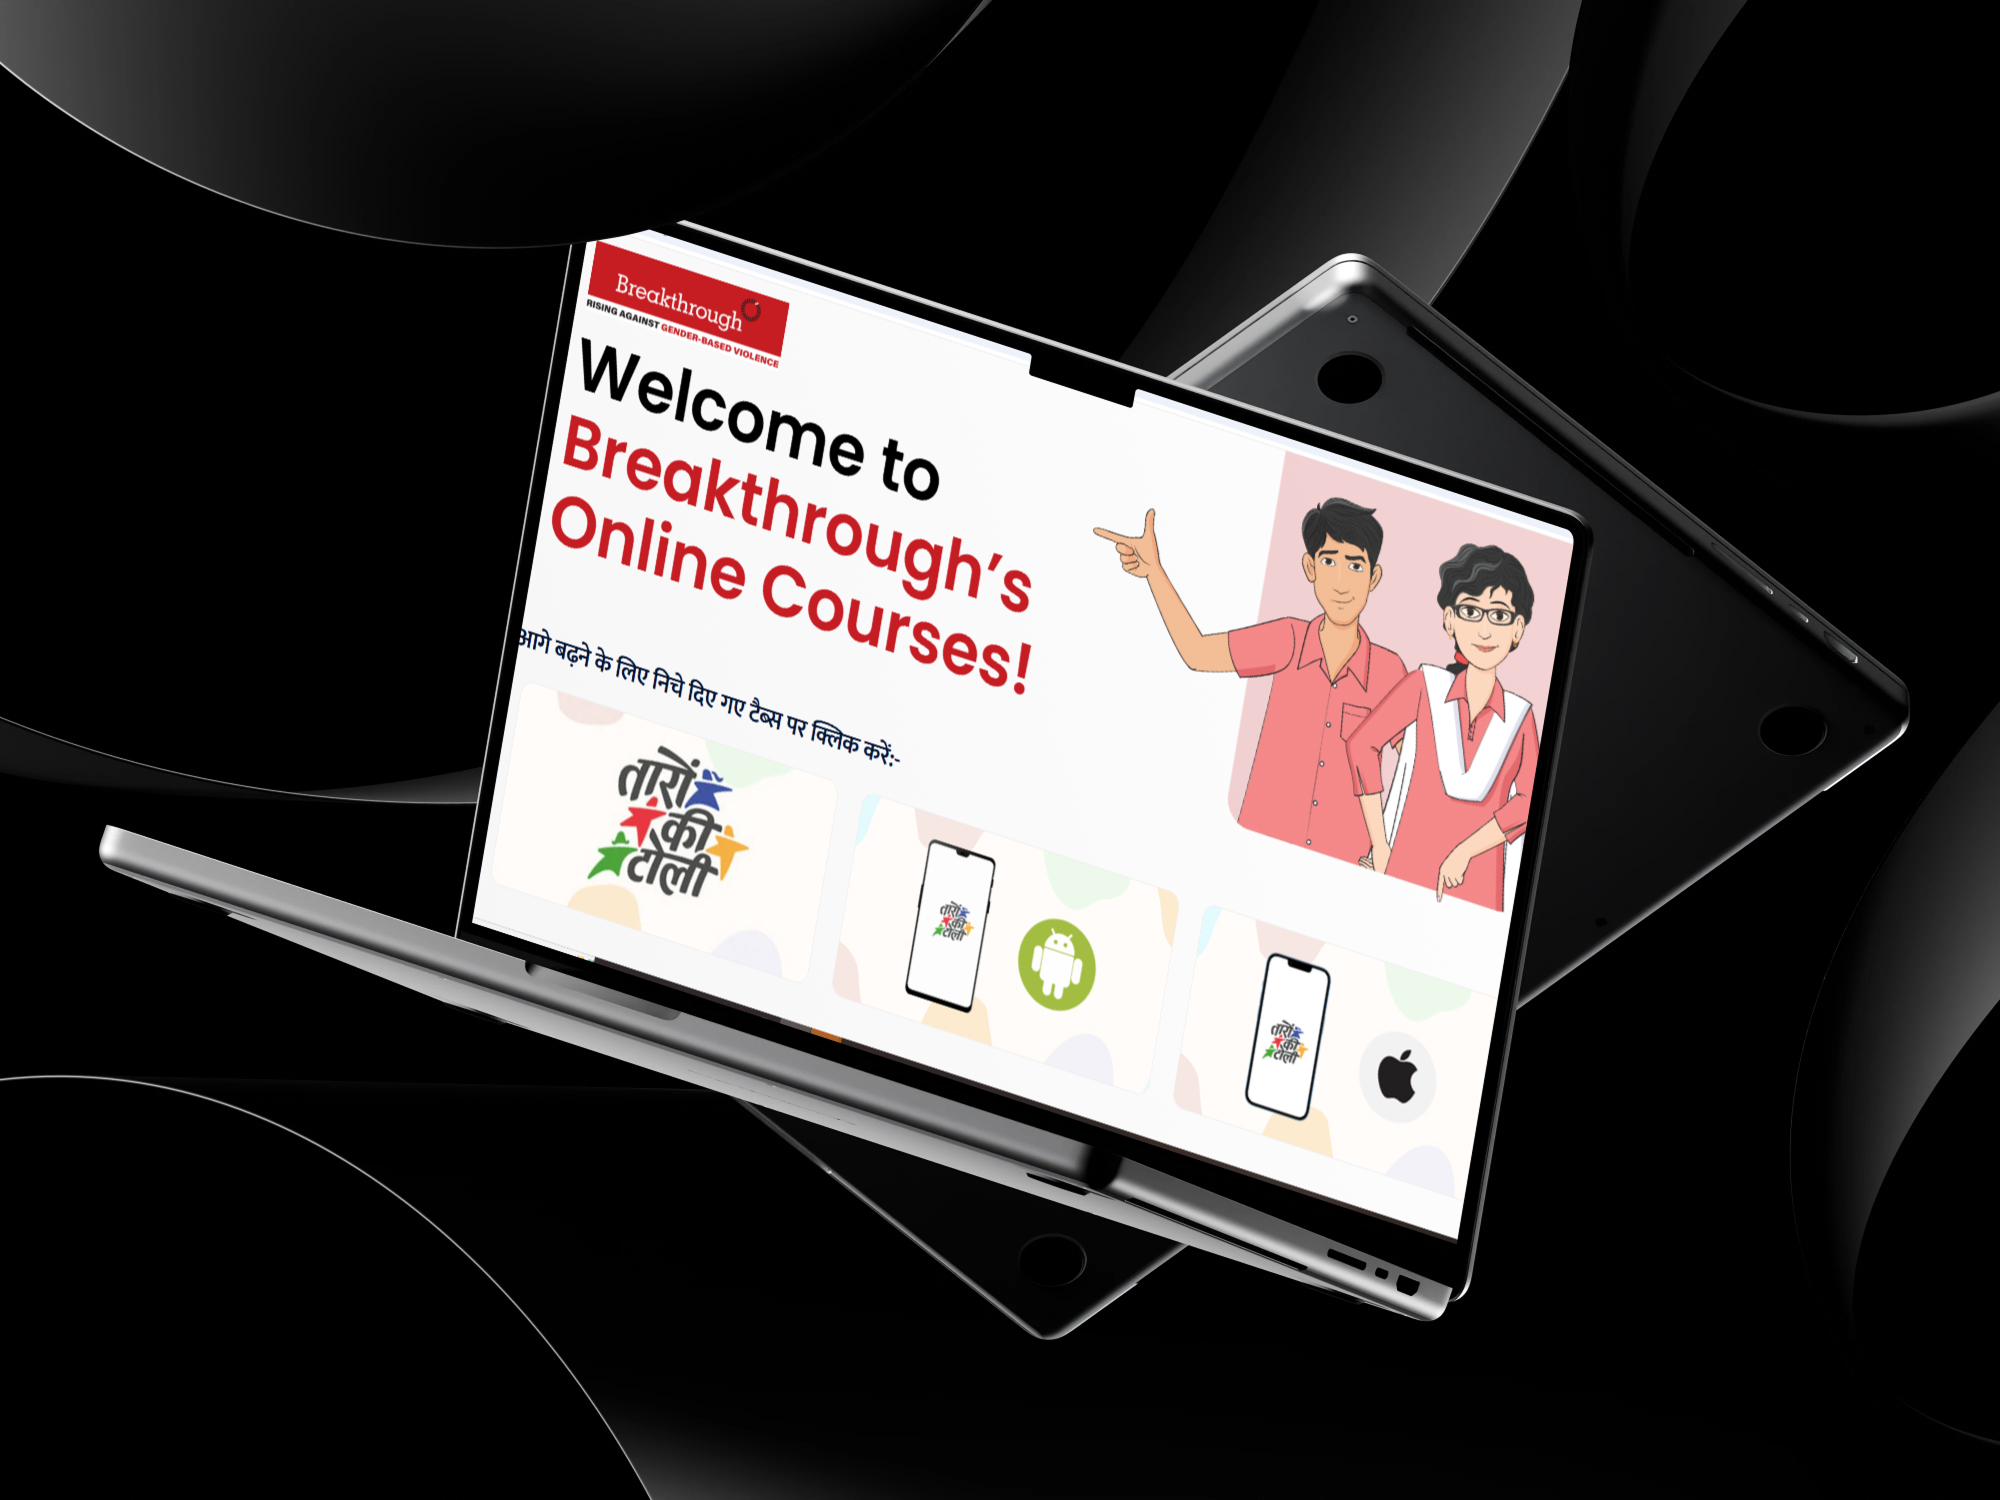 Breakthrough
RISING AGAINST GENDER-BASED VIOLENCE
Welcome to
Breakthrough's
Online Courses!
आगे बढ़ने के लिए निचे दिए गए टैब्स पर क्लिक करें:-
तारों
की
टोली
तारों
की
टोली
तारों
की
टोली